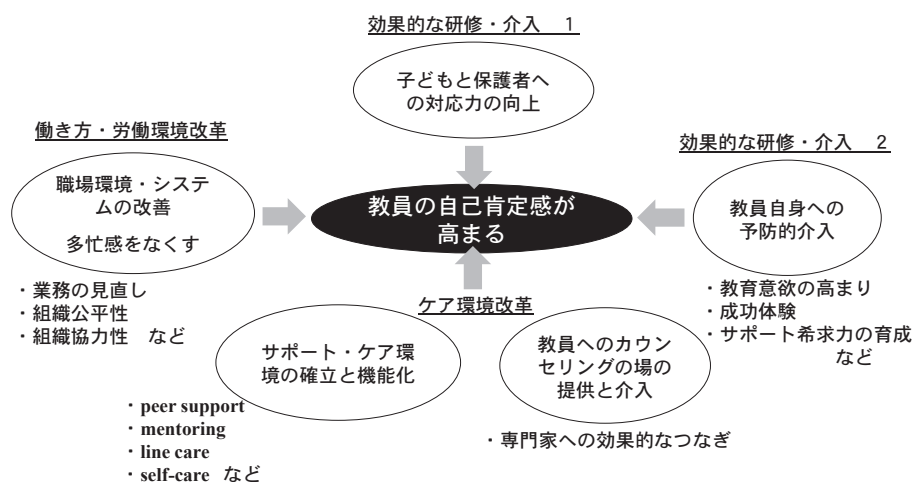 効果的な研修・介入　1
子どもと保護者へ
の対応力の向上
働き方・労働環境改革
職場環境・システ
ムの改善
多忙感をなくす
・業務の見直し
・組織公平性
・組織協力性　など
教員の自己肯定感が
高まる
効果的な研修・介入　2
教員自身への
予防的介入
・教育意欲の高まり
・成功体験
・サポート希求力の育成
など
ケア環境改革
サポート・ケア環
境の確立と機能化
・peer support
・mentoring
・line care
・self-care など
教員へのカウン
セリングの場の
提供と介入
・専門家への効果的なつなぎ